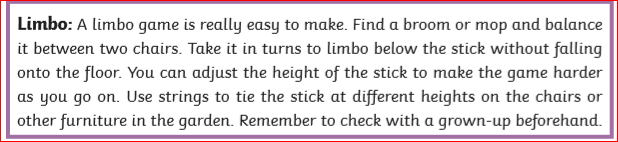 Limbo: A limbo game is really easy to make. Find a broom or mop and balance
it between two chairs. Take it in turns to limbo below the stick without falling
onto the floor. You can adjust the height of the stick to make the game harder
as you go on. Use strings to tie the stick at different heights on the chairs or
other furniture in the garden. Remember to check with a grown-up beforehand.